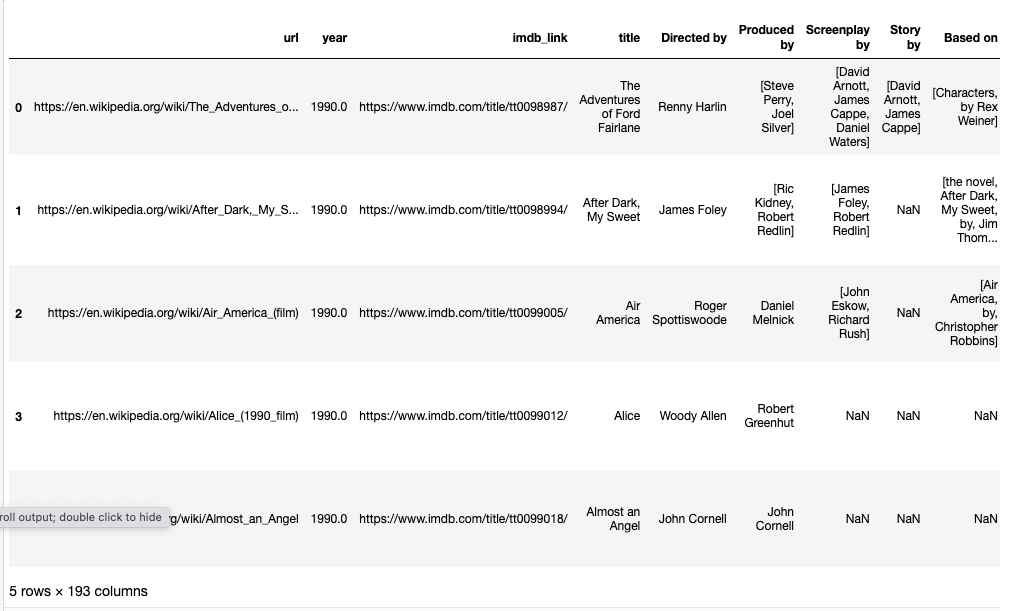 url year imdb_link title Directed by Produced by Screenplay by Story by Based on
0 https://en.wikipedia.org/wiki/The_Adventures_o... 1990.0 https://www.imdb.com/title/tt0098987/ The Adventures of Ford Fairlane Renny Harlin [Steve Perry, Joel Silver] [David Arnott, James Cappe, Daniel Waters] [David Arnott, James Cappe] [Characters, by Rex Weiner]
1 https://en.wikipedia.org/wiki/After_Dark,_My_S... 1990.0 https://www.imdb.com/title/tt0098994/ After Dark, My Sweet James Foley [Ric Kidney, Robert Redlin] [James Foley, Robert Redlin] NaN [the novel, After Dark, My Sweet, by, Jim Thom...
2 https://en.wikipedia.org/wiki/Air_America_(film) 1990.0 https://www.imdb.com/title/tt0099005/ Air America Roger Spottiswoode Daniel Melnick [John Eskow, Richard Rush] NaN [Air America, by, Christopher Robbins]
3 https://en.wikipedia.org/wiki/Alice_(1990_film) 1990.0 https://www.imdb.com/title/tt0099012/ Alice Woody Allen Robert Greenhut NaN NaN NaN
roll output; double click to hide rg/wiki/Almost_an_Angel 1990.0 https://www.imdb.com/title/tt0099018/ Almost an Angel John Cornell John Cornell NaN NaN NaN
5 rows × 193 columns